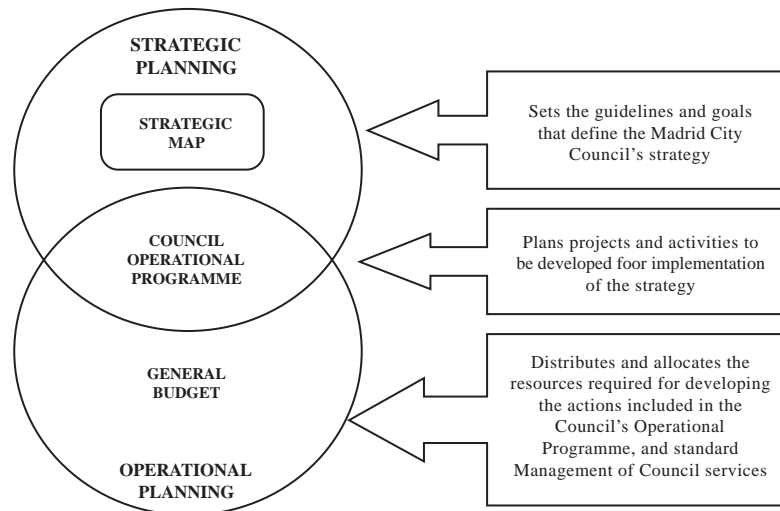 STRATEGIC
PLANNING
STRATEGIC
MAP
Sets the guidelines and goals
that define the Madrid City
Council's strategy
COUNCIL
OPERATIONAL
PROGRAMME
Plans projects and activities to
be developed foor implementation
of the strategy
GENERAL
BUDGET
Distributes and allocates the
resources required for developing
the actions included in the
Council's Operational
Programme, and standard
Management of Council services
OPERATIONAL
PLANNING